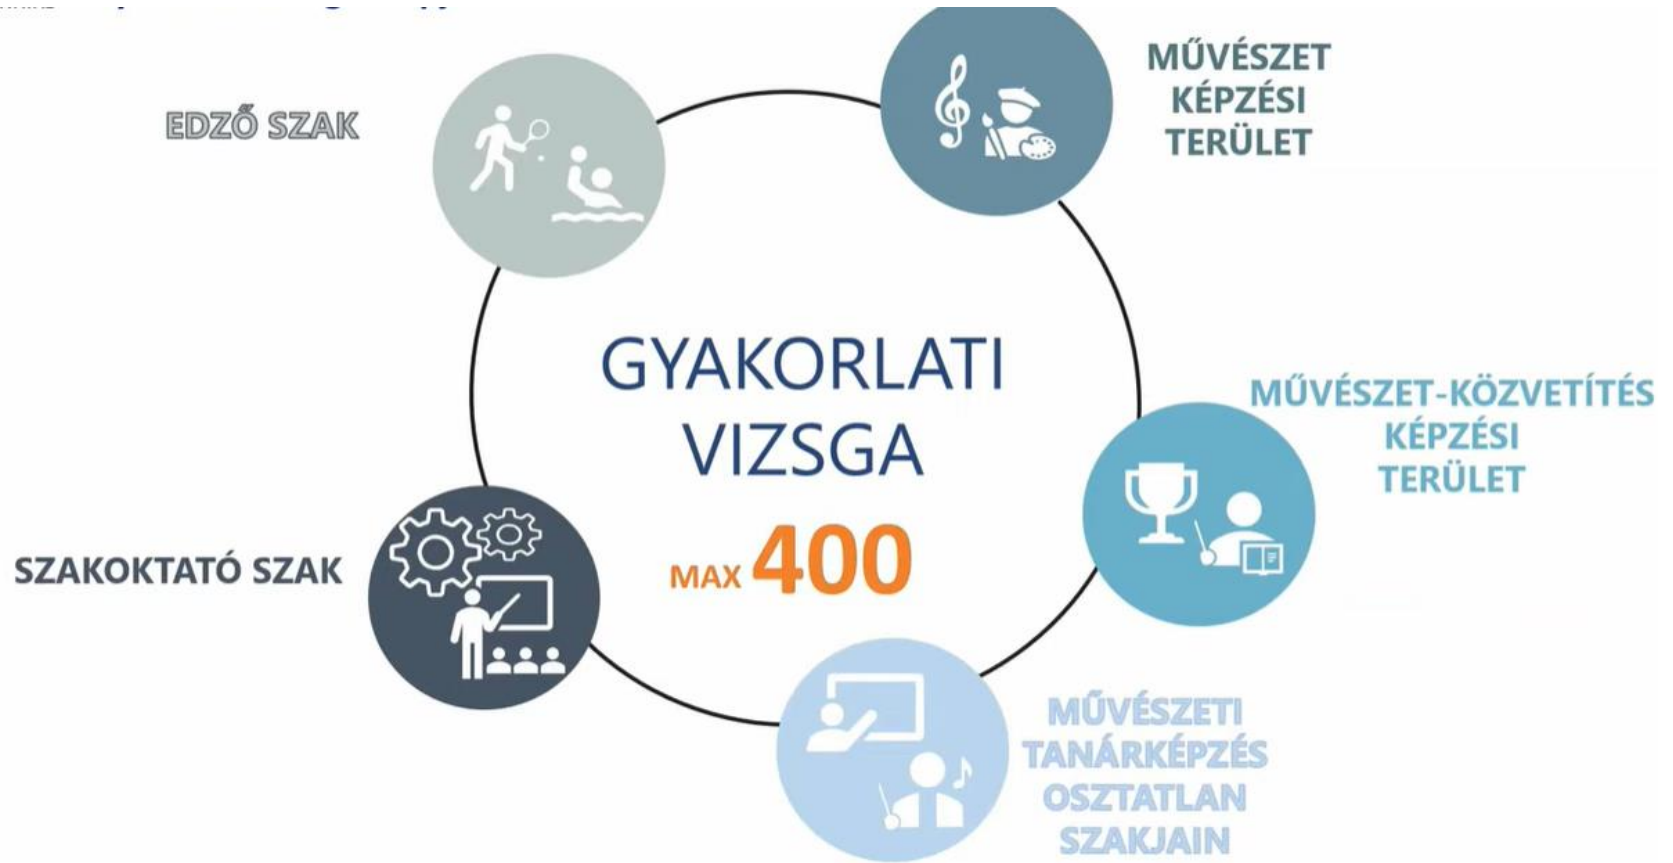 EDZŐ SZAK
MŰVÉSZET
KÉPZÉSI
TERÜLET
GYAKORLATI
VIZSGA
MAX 400
MŰVÉSZET-KÖZVETÍTÉS
KÉPZÉSI
TERÜLET
SZAKOKTATÓ SZAK
MŰVÉSZETI
TANÁRKÉPZÉS
OSZTATLAN
SZAKJAIN